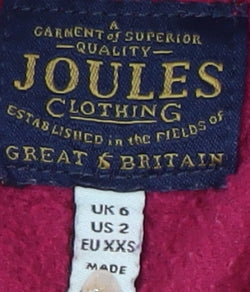 A
GARMENT of SUPERIOR
QUALITY
JOULES
CLOTHING
ESTABLISHED in the FIELDS OF
GREAT & BRITAIN
UK 6
US 2
EU XXS
MADE